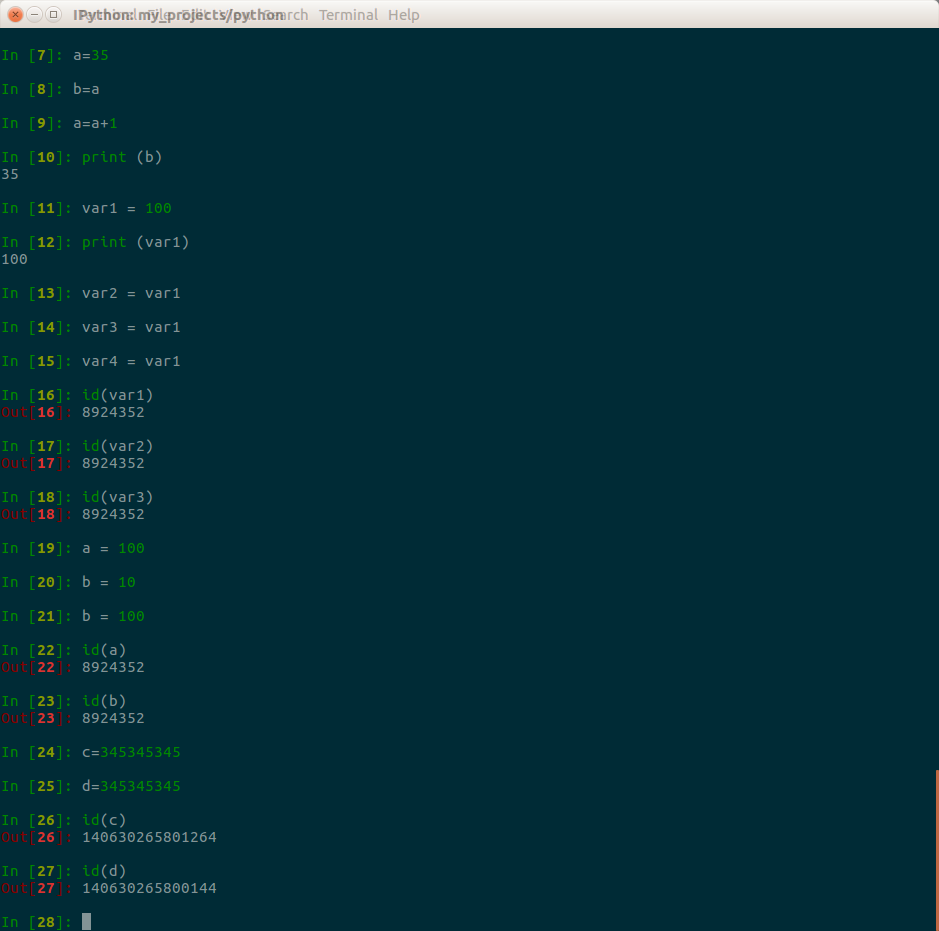 IPython: my_projects/python
Search Terminal Help
In [7]: a=35
In [8]: b=a
In [9]: a=a+1
In [10]: print (b)
35
In [11]: var1 = 100
In [12]: print (var1)
100
In [13]: var2 = var1
In [14]: var3 = var1
In [15]: var4 = var1
In [16]: id(var1)
Out[16]: 8924352
In [17]: id(var2)
Out[17]: 8924352
In [18]: id(var3)
Out[18]: 8924352
In [19]: a = 100
In [20]: b = 10
In [21]: b = 100
In [22]: id(a)
Out[22]: 8924352
In [23]: id(b)
Out[23]: 8924352
In [24]: c=345345345
In [25]: d=345345345
In [26]: id(c)
Out[26]: 140630265801264
In [27]: id(d)
Out[27]: 140630265800144
In [28]: